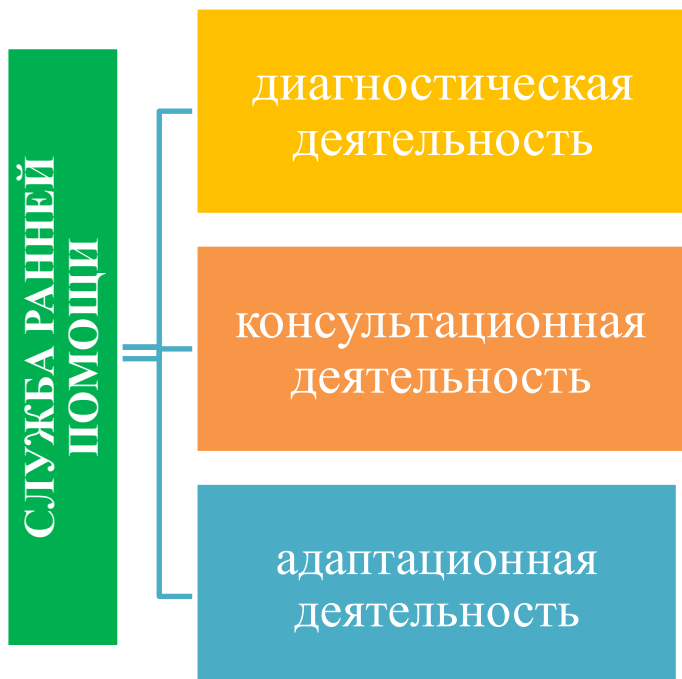 СЛУЖБА РАННЕЙ
ПОМОЩИ
диагностическая
деятельность
консультационная
деятельность
адаптационная
деятельность